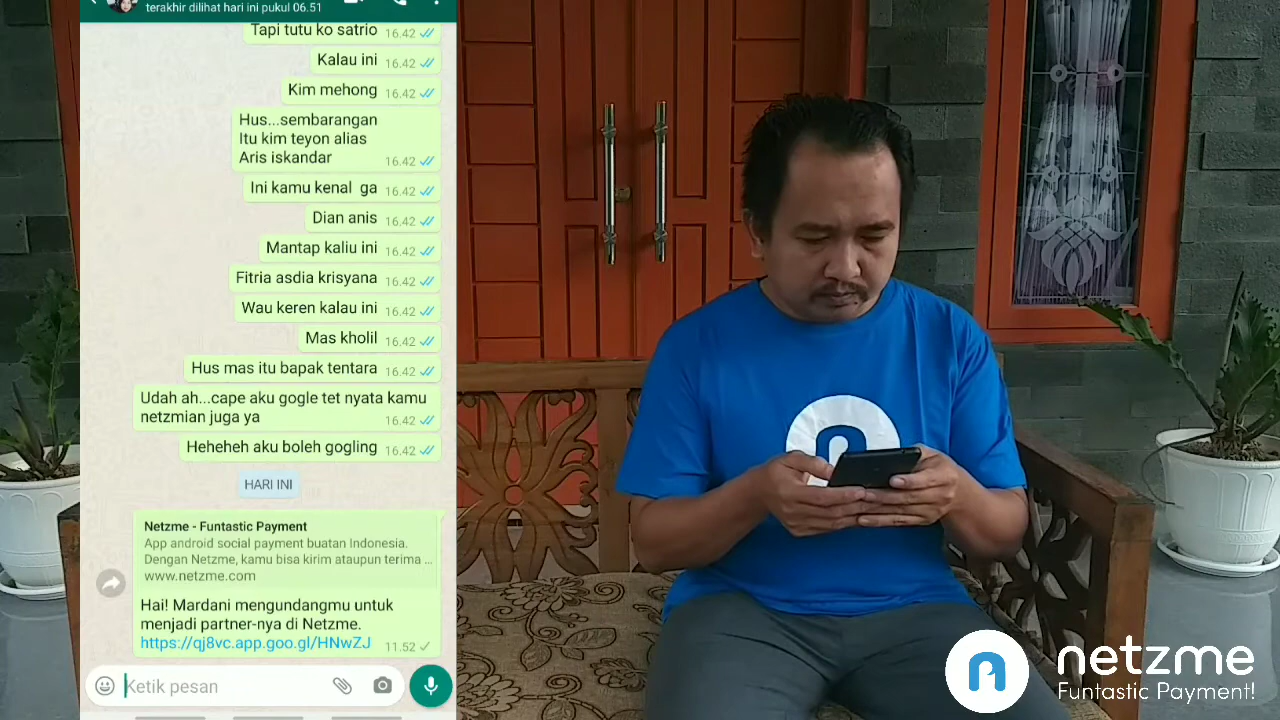 terakhir dilihat hari ini pukul 06.51
Tapi tutu ko satrio 16.42
Kalau ini 16.42
Kim mehong 16.42
Hus...sembarangan
Itu kim teyon alias
Aris iskandar 16.42
Ini kamu kenal ga 16.42
Dian anis 16.42
Mantap kaliu ini 16.42
Fitria asdia krisyana 16.42
Wau keren kalau ini 16.42
Mas kholil 16.42
Hus mas itu bapak tentara 16.42
Udah ah...cape aku gogle tet nyata kamu
netzmian juga ya 16.42
Heheheh aku boleh gogling 16.42
HARI INI
Netzme - Funtastic Payment
App android social payment buatan Indonesia.
Dengan Netzme, kamu bisa kirim ataupun terima ...
www.netzme.com
Hai! Mardani mengundangmu untuk
menjadi partner-nya di Netzme.
https://qj8vc.app.goo.gl/HNwZJ 11.52
Ketik pesan
netzme
Funtastic Payment!